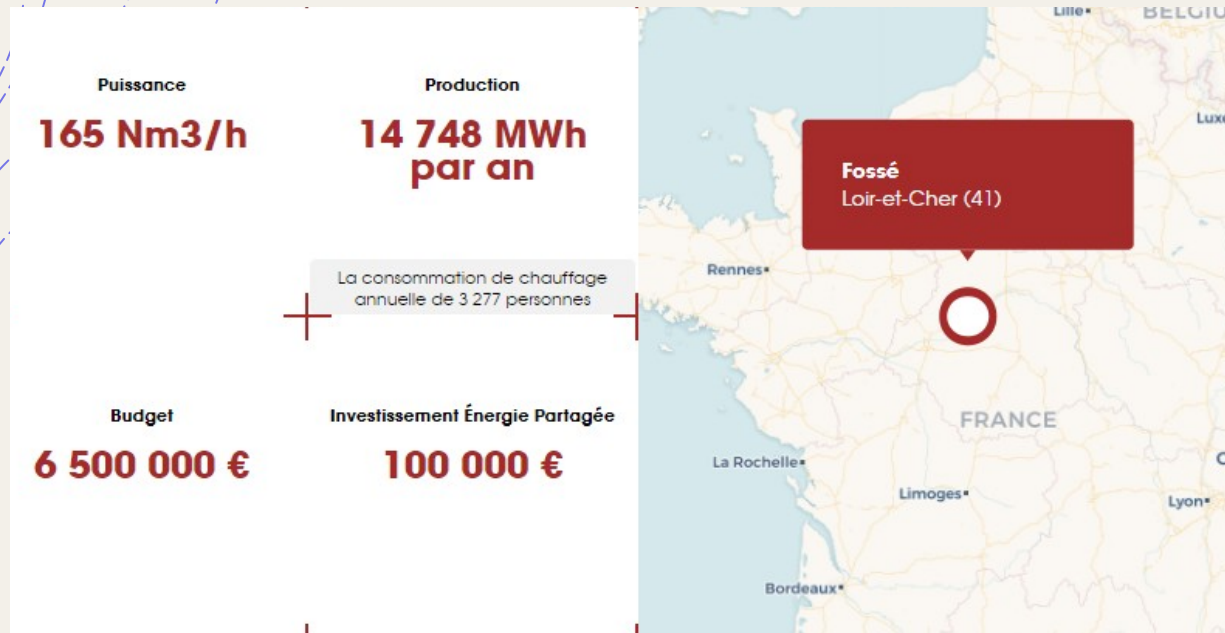 Puissance
165 Nm3/h
Production
14 748 MWh
par an
La consommation de chauffage
annuelle de 3 277 personnes
Budget
6 500 000 €
Investissement Énergie Partagée
100 000 €
Lille
BELGIU
Luxe
Fossé
Loir-et-Cher (41)
Rennes
FRANCE
La Rochelle
Limoges
Lyon
Bordeaux